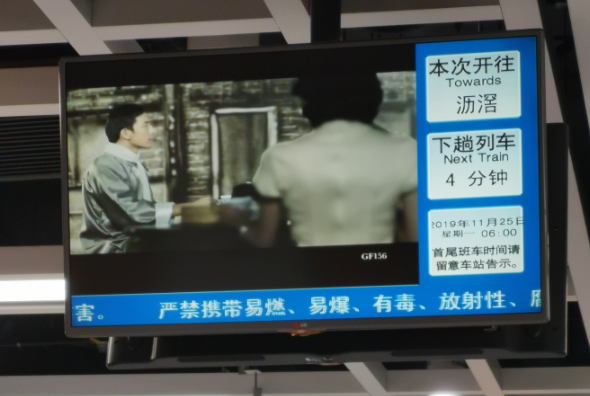 本次开往
Towards
沥滘
下趟列车
Next Train
4 分钟
2019年11月25日
星期一 06:00
首尾班车时间请
留意车站告示。
GF156
害。 严禁携带易燃、易爆、有毒、放射性、